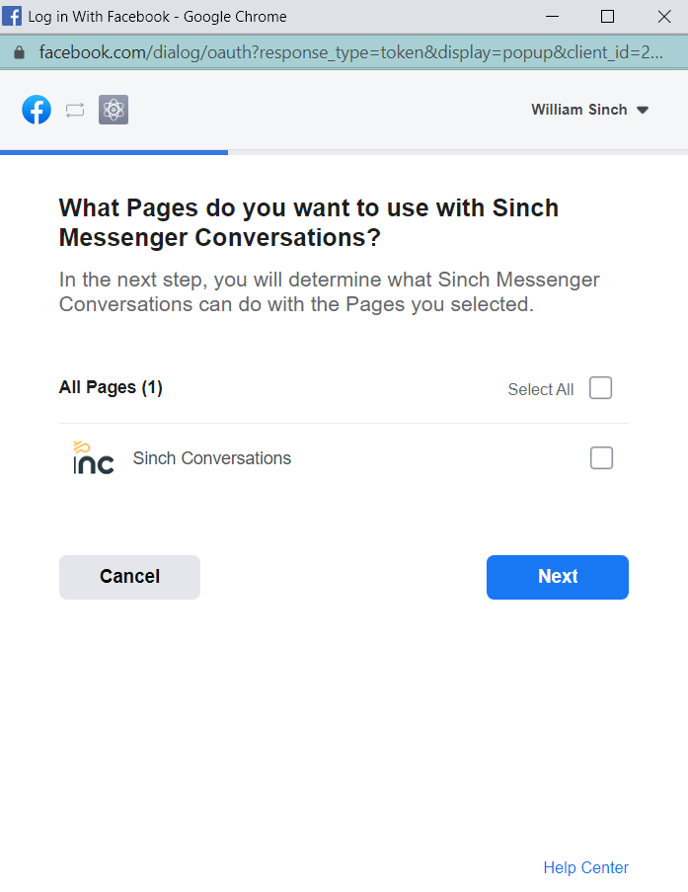 Log in With Facebook - Google Chrome
facebook.com/dialog/oauth?response_type=token&display=popup&client_id=2...
William Sinch
What Pages do you want to use with Sinch
Messenger Conversations?
In the next step, you will determine what Sinch Messenger
Conversations can do with the Pages you selected.
All Pages (1)
Select All
inc
Sinch Conversations
Cancel
Next
Help Center